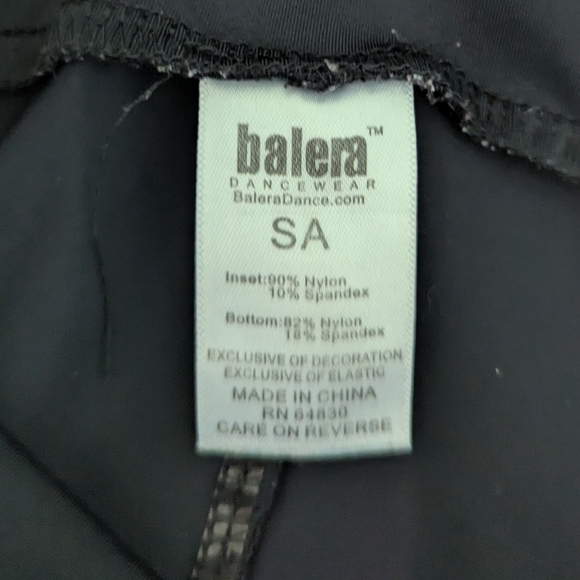 balera™
DANCEWEAR
BaleraDance.com
SA
Inset:90% Nylon
10% Spandex
Bottom:82% Nylon
18% Spandex
EXCLUSIVE OF DECORATION
EXCLUSIVE OF ELASTIC
MADE IN CHINA
RN 64830
CARE ON REVERSE